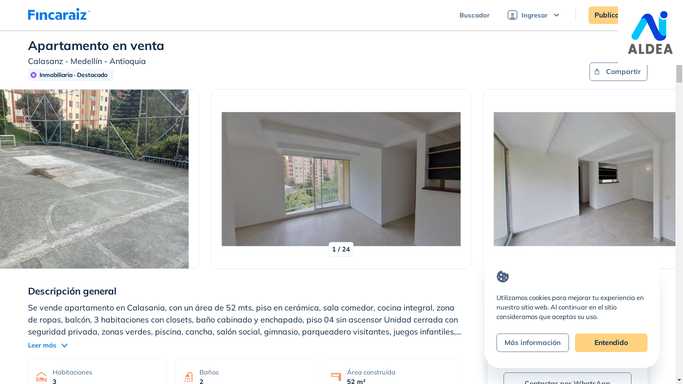 Fincaraiz
Buscador
Ingresar
Public
ALDEA
Apartamento en venta
Calasanz - Medellín - Antioquia
Inmobiliaria · Destacado
Compartir
1 / 24
Descripción general
Se vende apartamento en Calasania, con un área de 52 mts, piso en cerámica, sala comedor, cocina integral, zona
de ropas, balcón, 3 habitaciones con closets, baño cabinado y enchapado, piso 04 sin ascensor Unidad cerrada con
seguridad privada, zonas verdes, piscina, cancha, salón social, gimnasio, parqueadero visitantes, juegos infantiles,...
Leer más
Habitaciones
3
Baños
2
Área construida
52 m²
Utilizamos cookies para mejorar tu experiencia en
nuestro sitio web. Al continuar en el sitio
consideramos que aceptas su uso.
Más información
Entendido
Contactar por WhatsApp